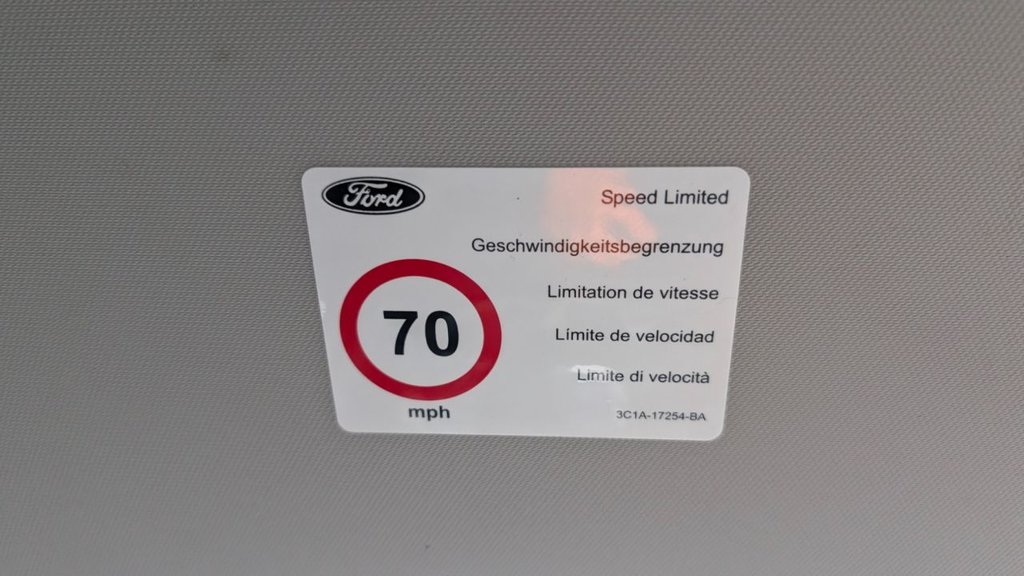 Ford
Speed Limited
Geschwindigkeitsbegrenzung
Limitation de vitesse
Límite de velocidad
Limite di velocità
70
mph
3C1A-17254-BA